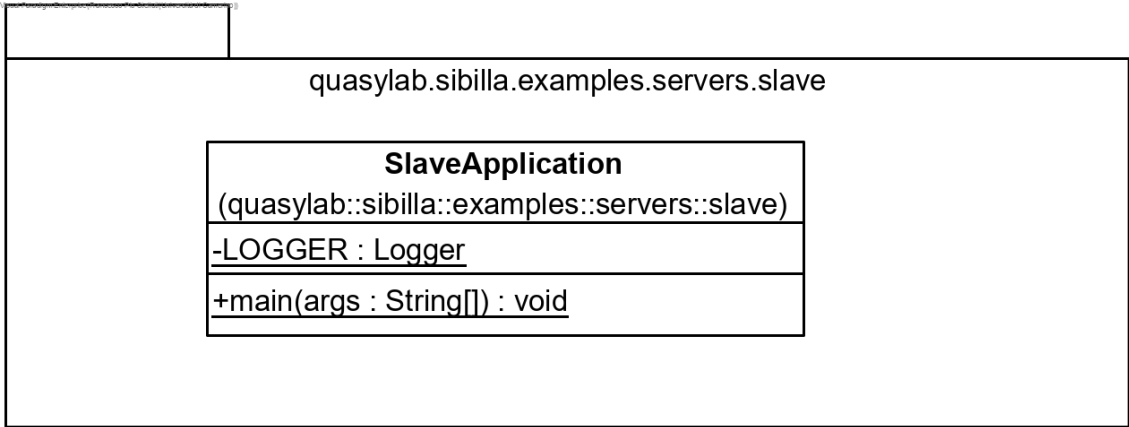 quasylab.sibilla.examples.servers.slave
SlaveApplication
(quasylab::sibilla::examples::servers::slave)
-LOGGER : Logger
+main(args : String[]) : void